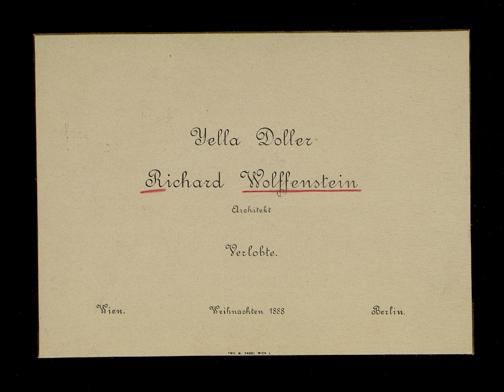 Yella Doller
Richard Wolffenstein
Architekt
Verlobte.
Wien. Weihnachten 1888 Berlin.